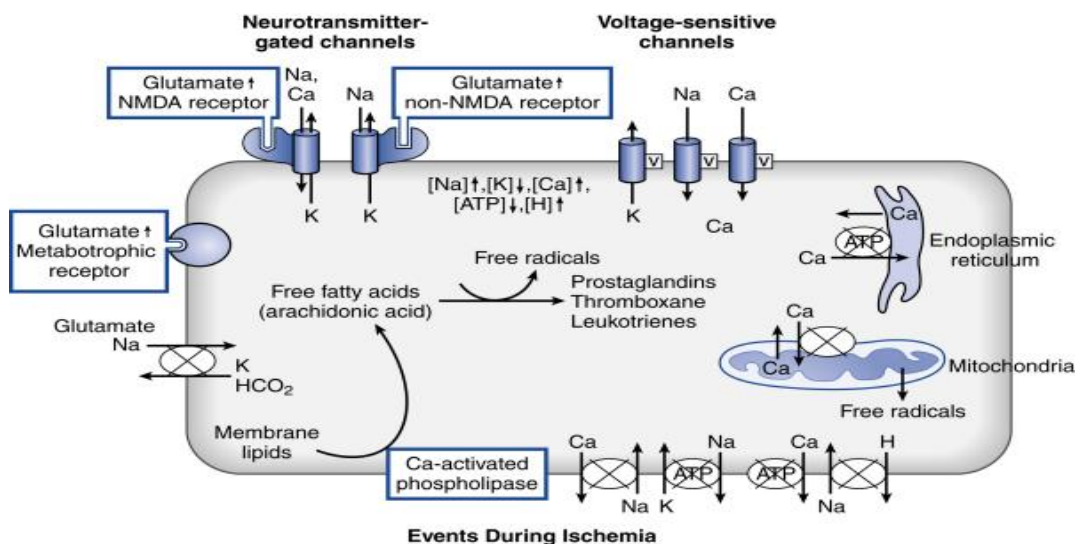 Neurotransmitter-
gated channels
Voltage-sensitive
channels
Glutamate↑
NMDA receptor
Na,
Ca
Na
Glutamate↑
non-NMDA receptor
Na
Ca
V
V
V
K
K
[Na]↑,[K]↓,[Ca]↑,
[ATP]↓,[H]↑
K
Ca
Glutamate↑
Metabotrophic
receptor
Ca
ATP
Ca
Endoplasmic
reticulum
Free radicals
Free fatty acids
(arachidonic acid)
Prostaglandins
Thromboxane
Leukotrienes
Glutamate
Na
K
HCO₂
Ca
Ca
Mitochondria
Free radicals
Membrane
lipids
Ca-activated
phospholipase
Ca
Na
K
ATP
Na
ATP
Ca
Na
H
Events During Ischemia